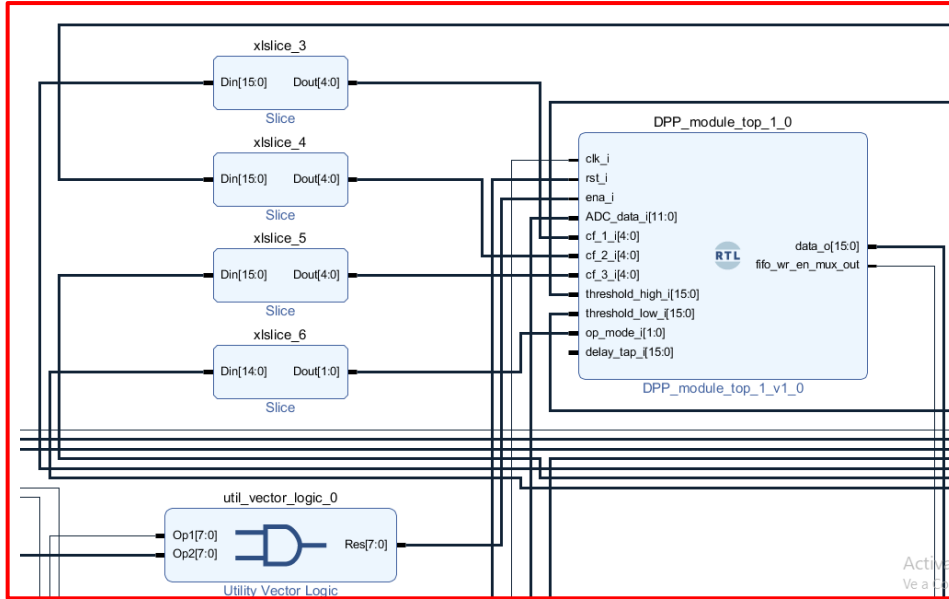 xlslice_3
Din[15:0] Dout[4:0]
Slice
xlslice_4
Din[15:0] Dout[4:0]
Slice
xlslice_5
Din[15:0] Dout[4:0]
Slice
xlslice_6
Din[14:0] Dout[1:0]
Slice
DPP_module_top_1_0
clk_i
rst_i
ena_i
ADC_data_i[11:0]
cf_1_i[4:0]
cf_2_i[4:0]
cf_3_i[4:0]
threshold_high_i[15:0]
threshold_low_i[15:0]
op_mode_i[1:0]
delay_tap_i[15:0]
RTL
data_o[15:0]
fifo_wr_en_mux_out
DPP_module_top_1_v1_0
util_vector_logic_0
Op1[7:0]
Op2[7:0]
Res[7:0]
Utility Vector Logic
Ve a